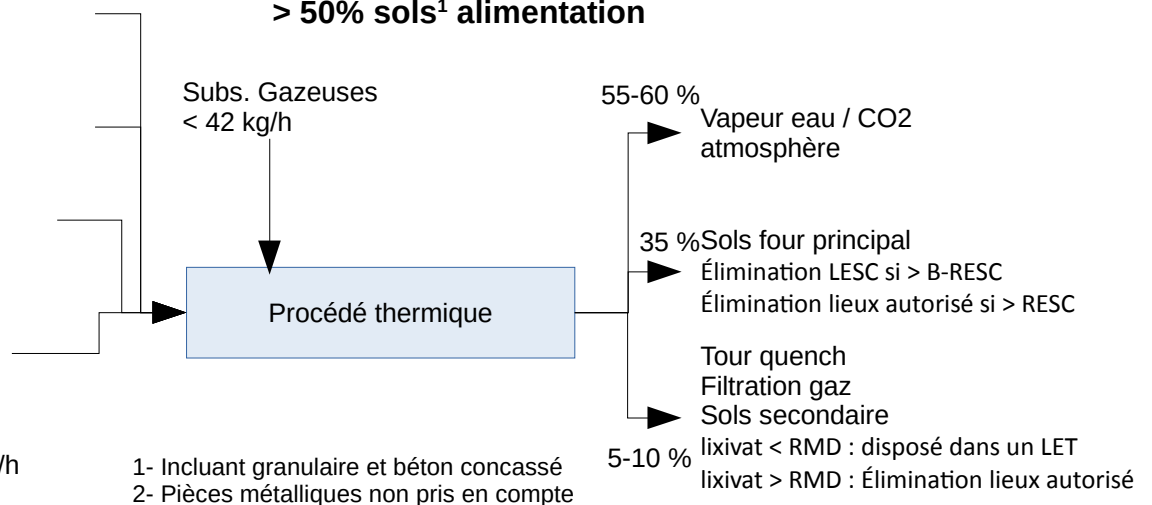 > 50% sols¹ alimentation
Subs. Gazeuses
< 42 kg/h
55-60 %
Vapeur eau / CO2
atmosphère
35 %
Sols four principal
Élimination LESC si > B-RESC
Élimination lieux autorisé si > RESC
Procédé thermique
Tour quench
Filtration gaz
Sols secondaire
5-10 %
lixivat < RMD : disposé dans un LET
lixivat > RMD : Élimination lieux autorisé
/h
1- Incluant granulaire et béton concassé
2- Pièces métalliques non pris en compte